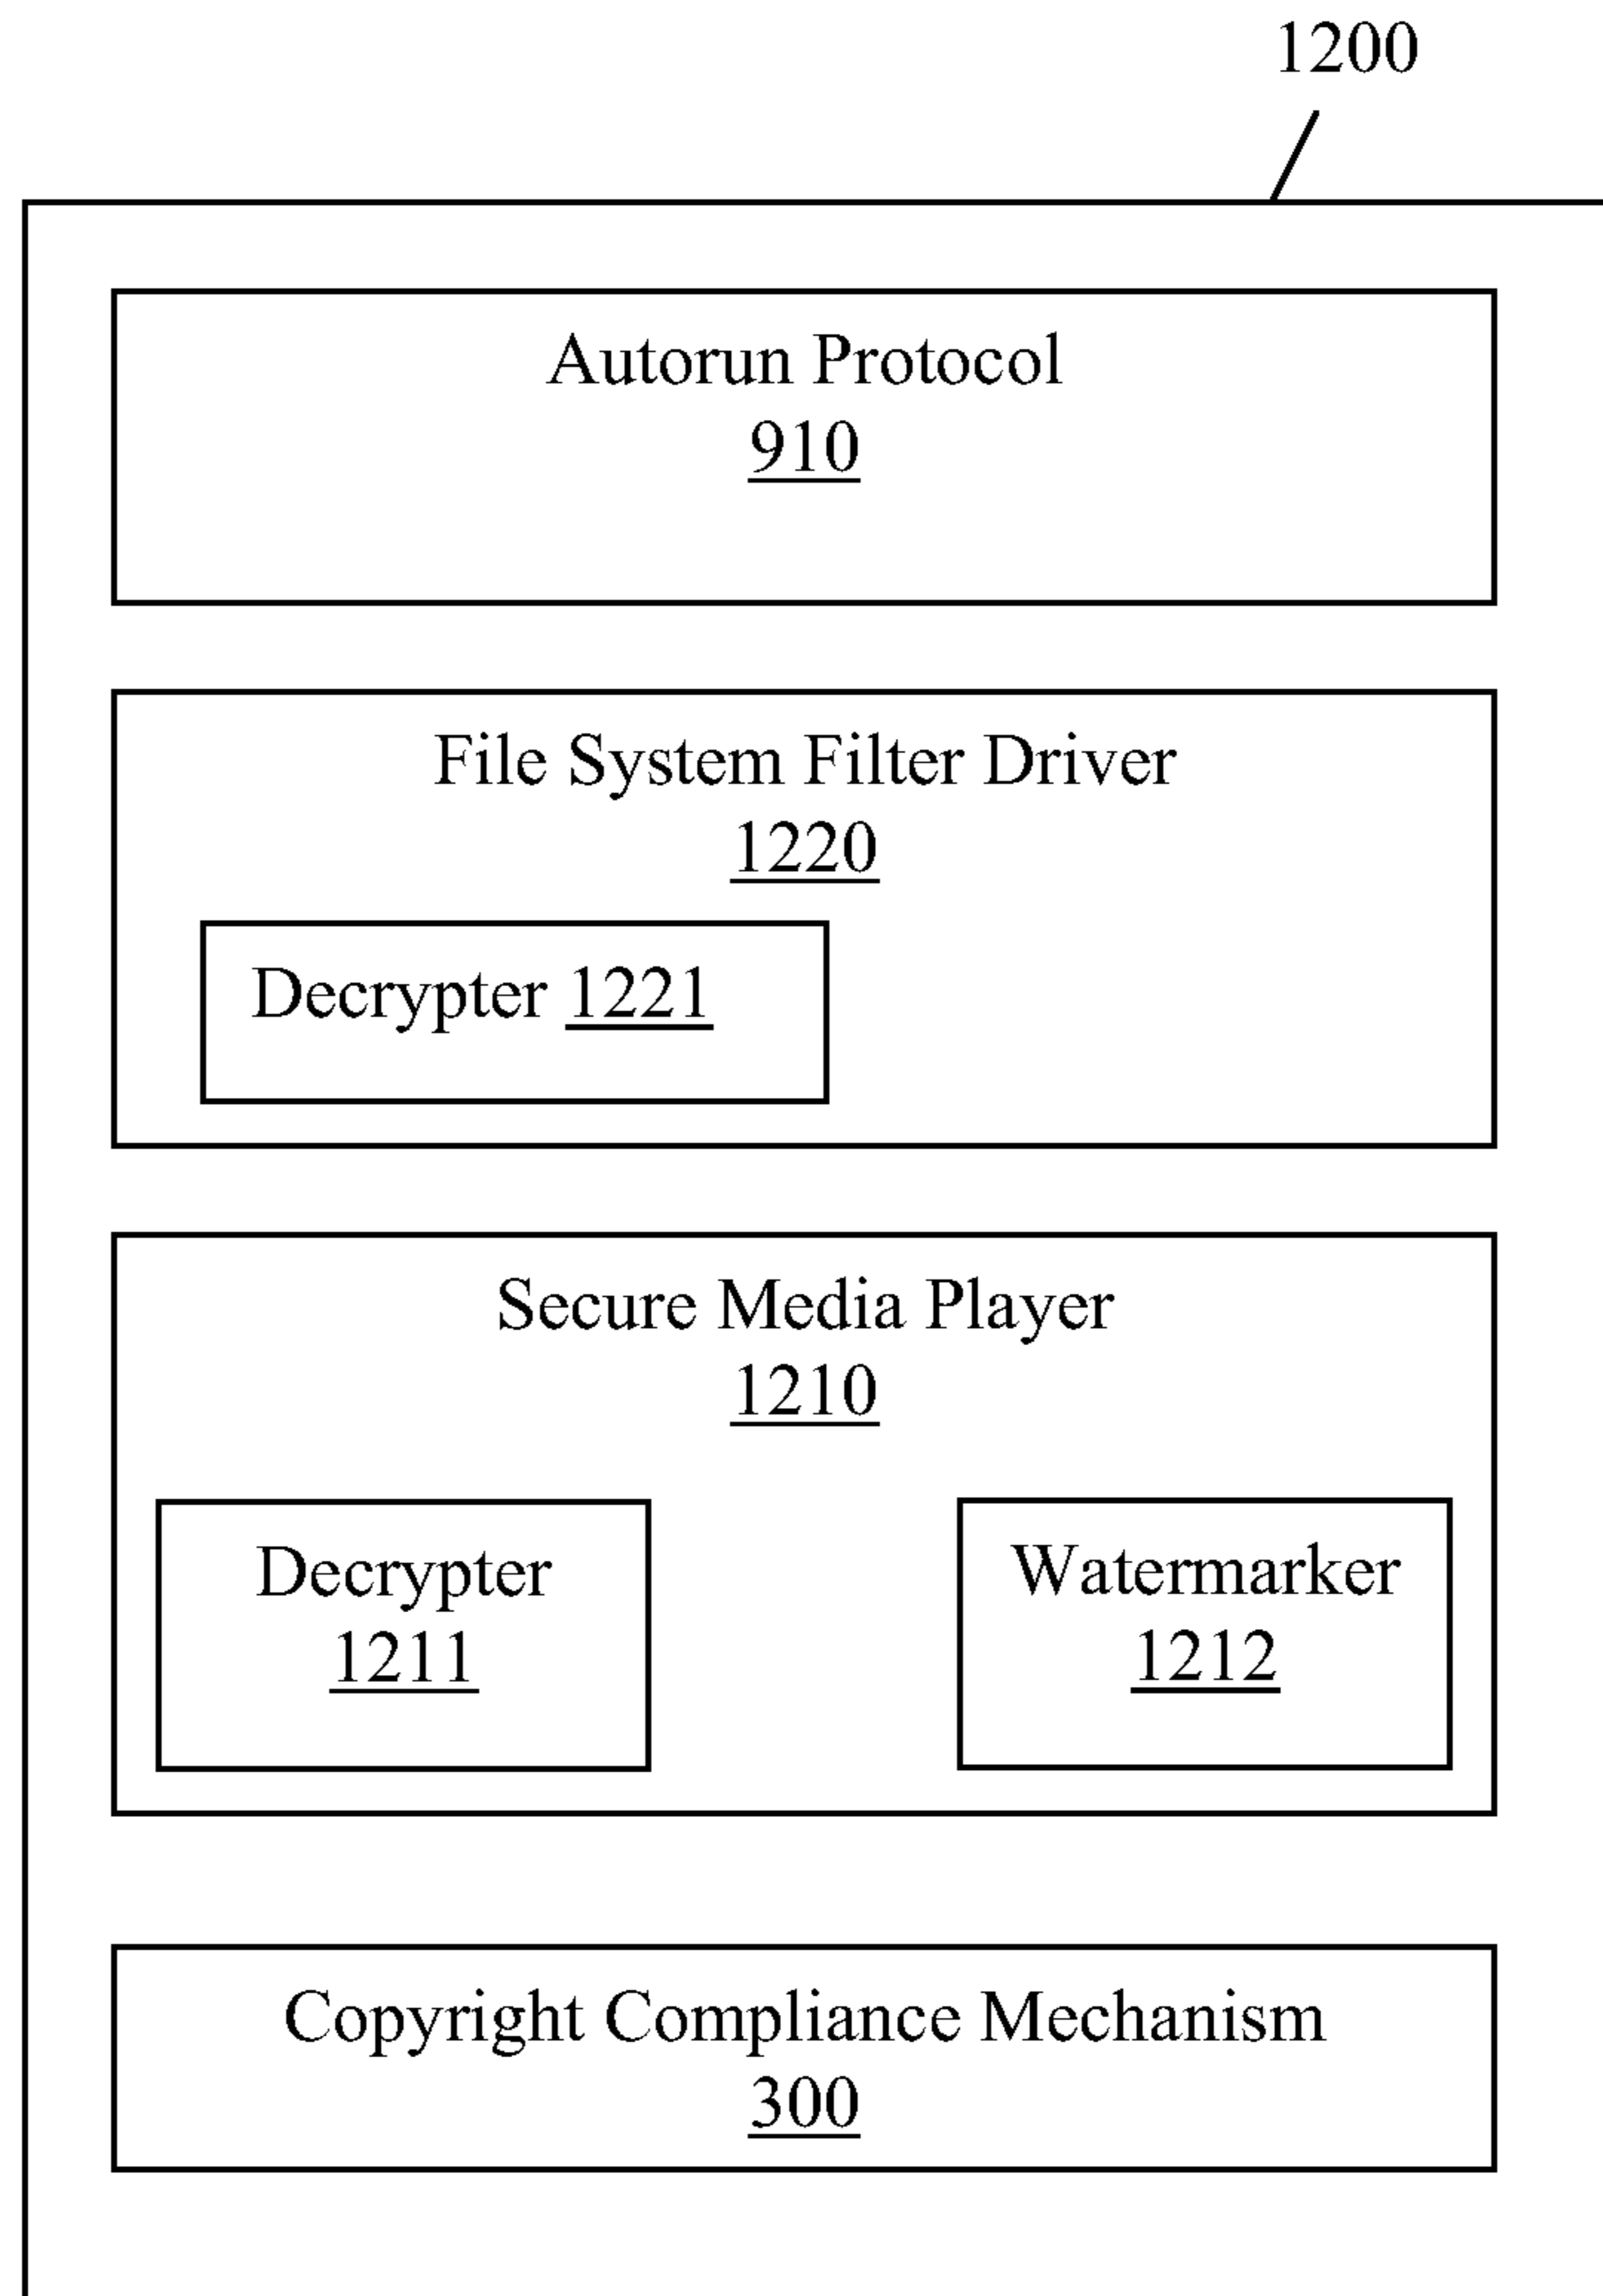 1200
Autorun Protocol
910
File System Filter Driver
1220
Decrypter 1221
Secure Media Player
1210
Decrypter
1211
Watermarker
1212
Copyright Compliance Mechanism
300